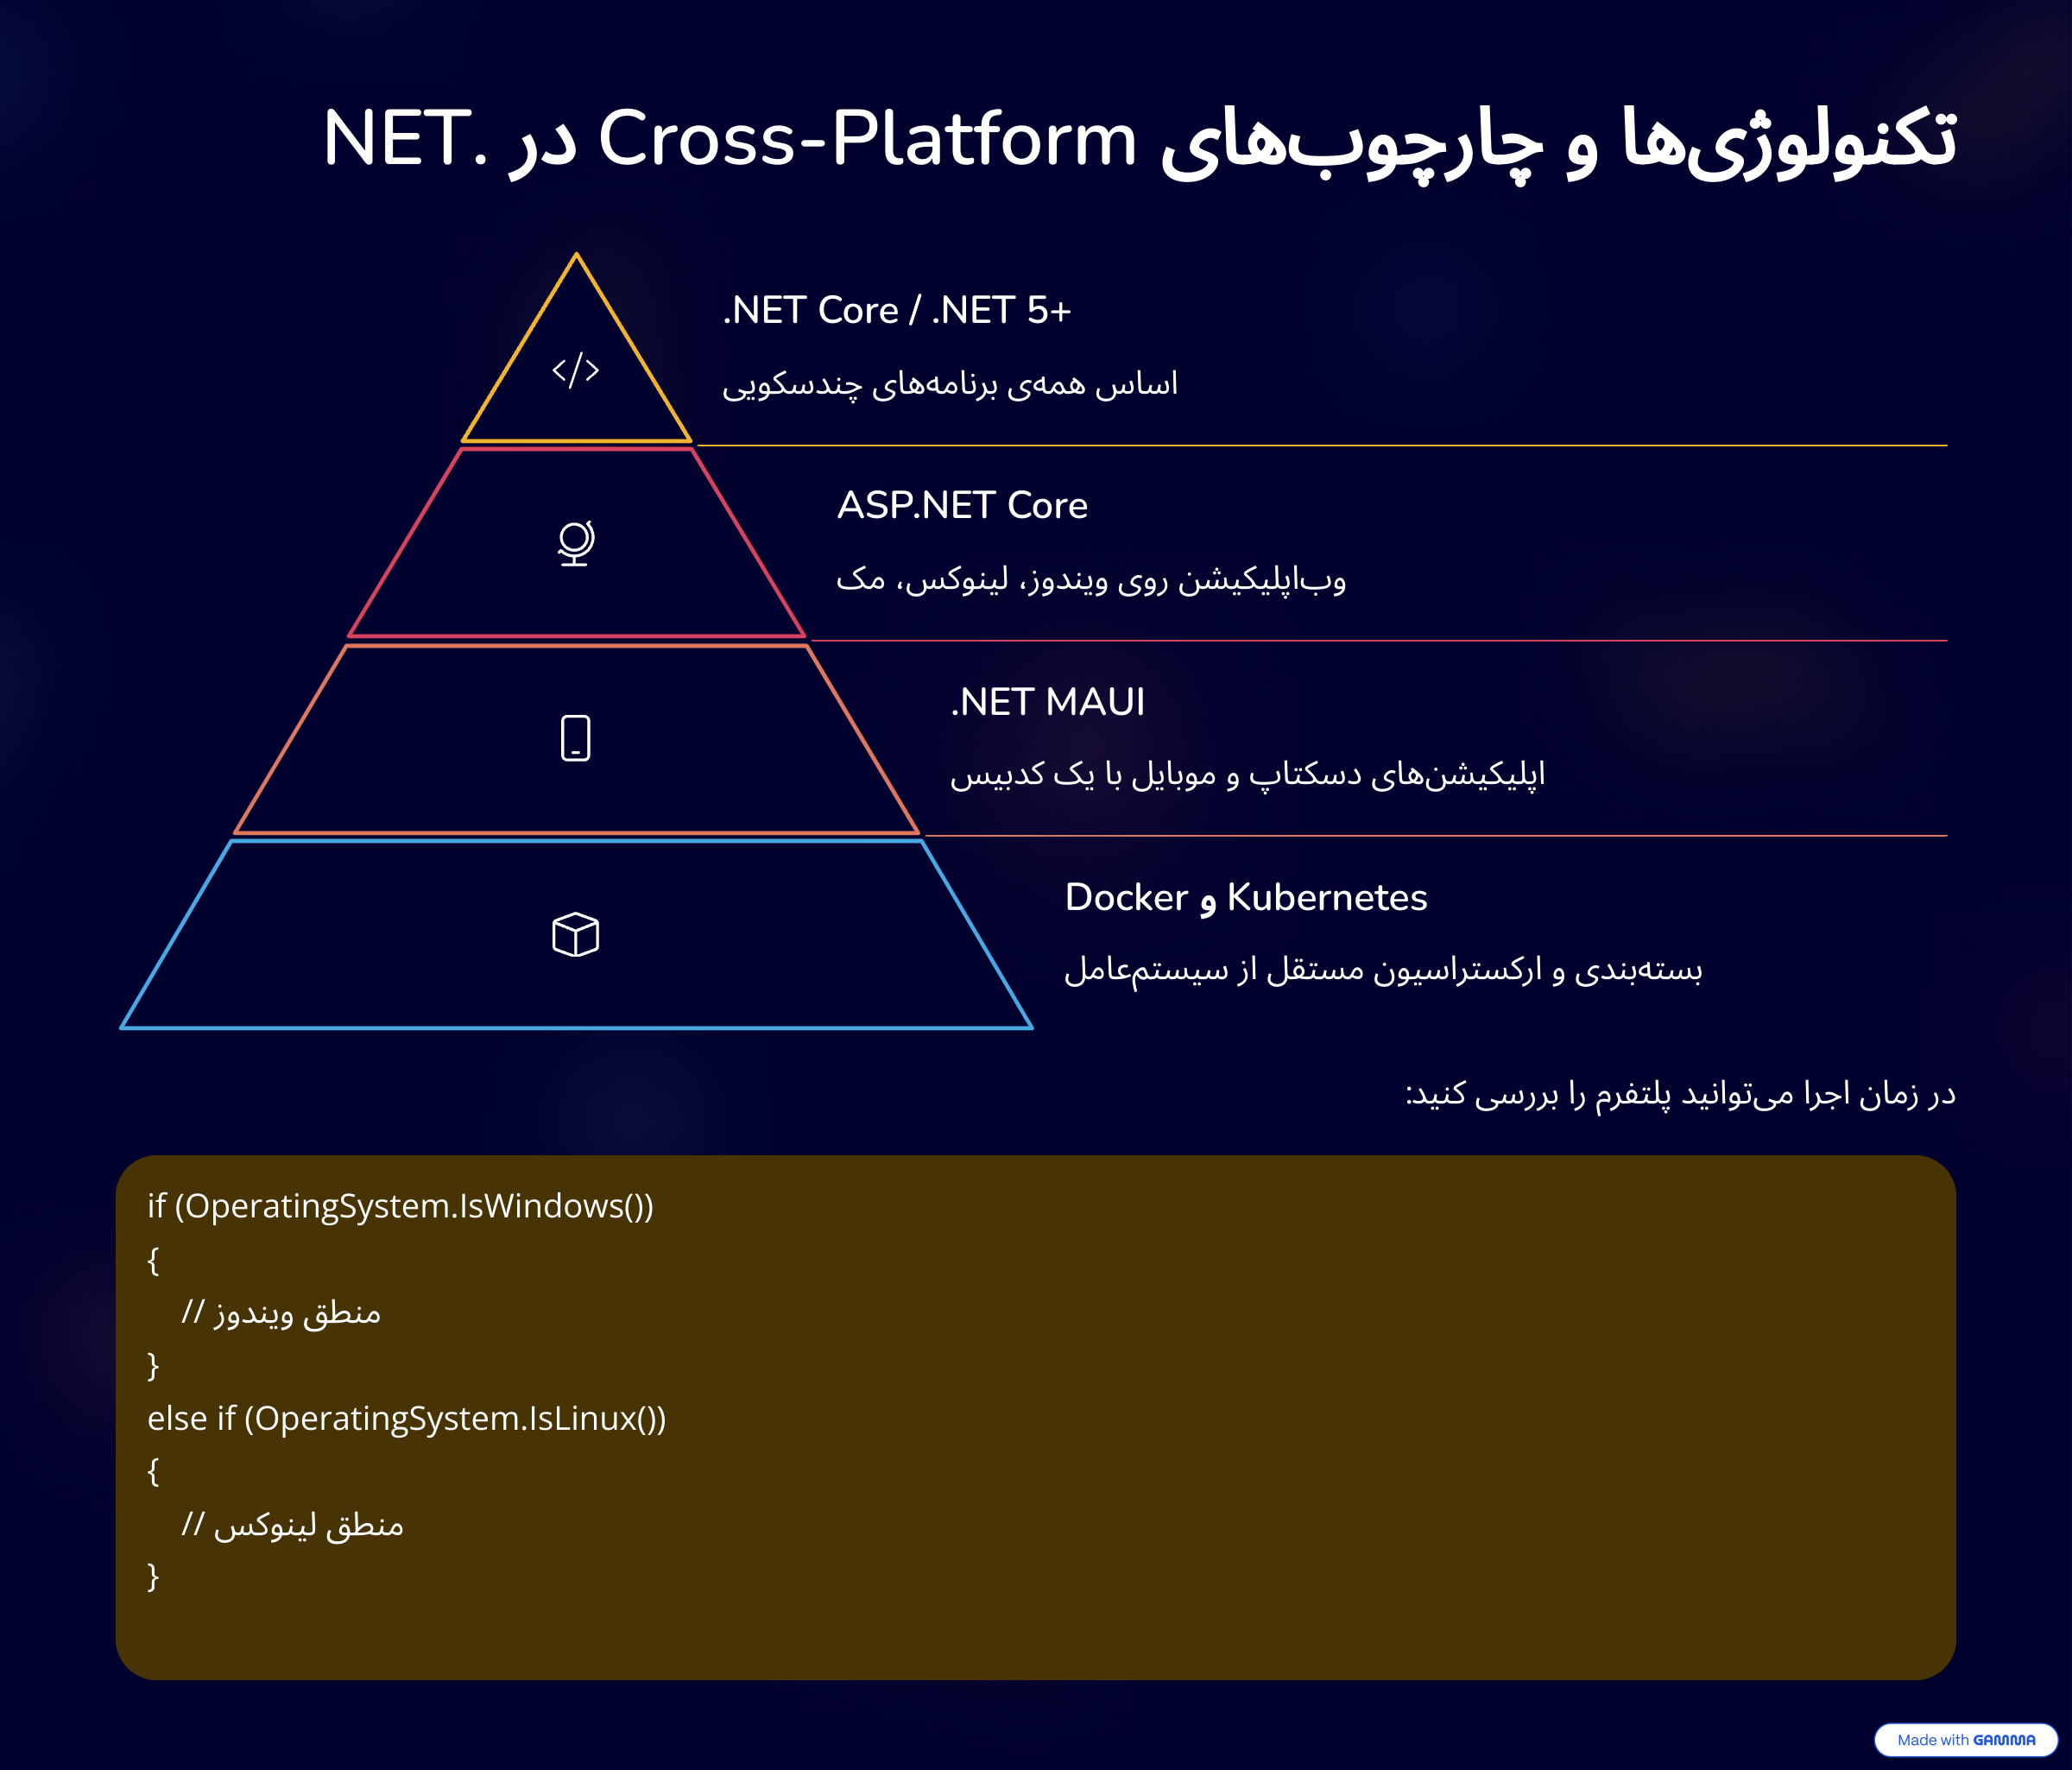 تکنولوژی‌ها و چارچوب‌های Cross-Platform در .NET
.NET Core / .NET 5+
اساس همه‌ی برنامه‌های چندسکویی
ASP.NET Core
وب‌اپلیکیشن روی ویندوز، لینوکس، مک
.NET MAUI
اپلیکیشن‌های دسکتاپ و موبایل با یک کدبیس
Docker و Kubernetes
بسته‌بندی و ارکستراسیون مستقل از سیستم‌عامل
در زمان اجرا می‌توانید پلتفرم را بررسی کنید:
if (OperatingSystem.IsWindows())
{
    // منطق ویندوز
}
else if (OperatingSystem.IsLinux())
{
    // منطق لینوکس
}
Made with GAMMA